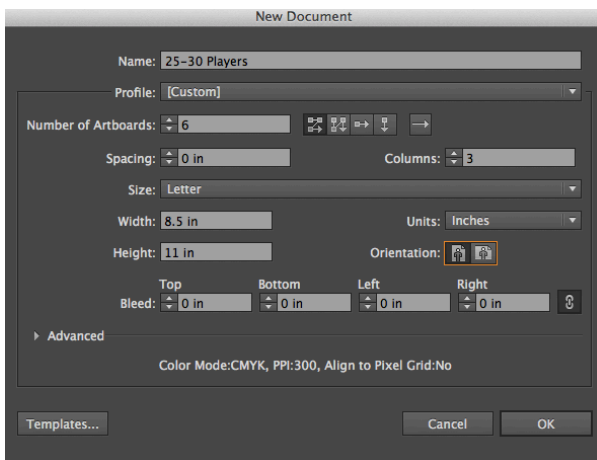 New Document
Name: 25-30 Players
Profile: [Custom]
Number of Artboards: 6
Spacing: 0 in Columns: 3
Size: Letter
Width: 8.5 in Units: Inches
Height: 11 in Orientation:
Top Bottom Left Right
Bleed: 0 in 0 in 0 in 0 in
Advanced
Color Mode:CMYK, PPI:300, Align to Pixel Grid:No
Templates... Cancel OK